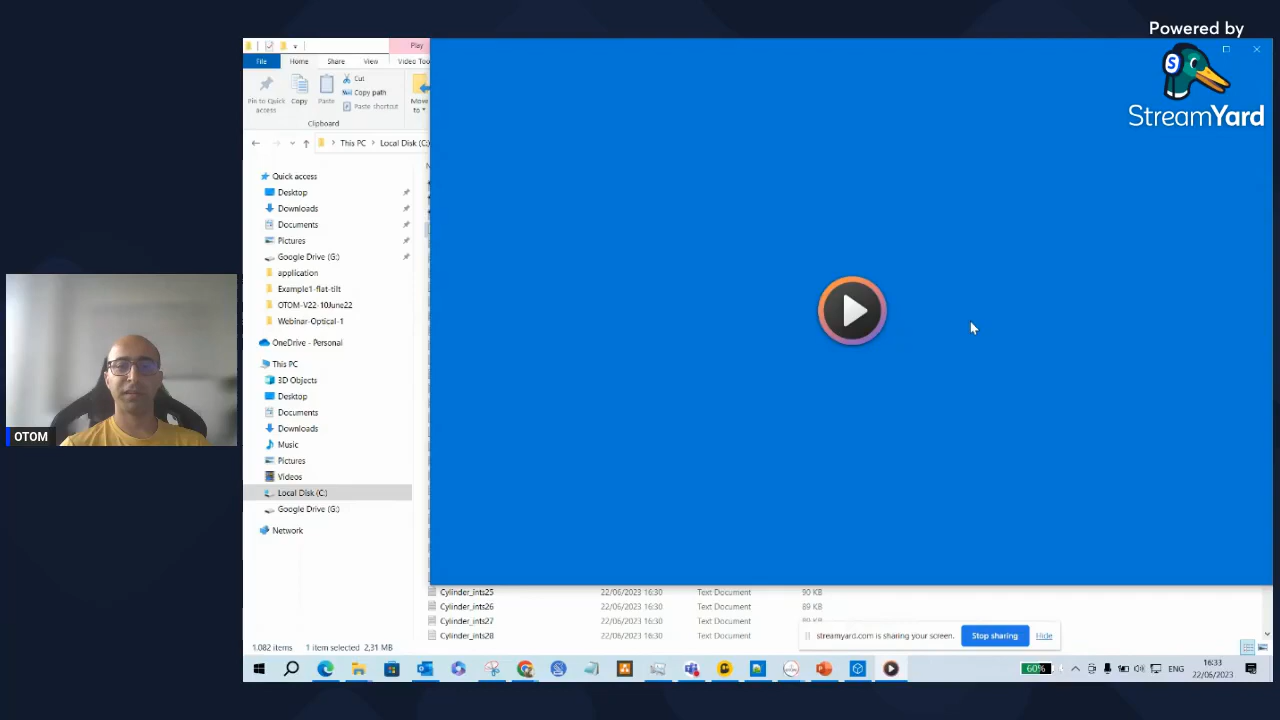 Powered by
StreamYard
Play
File
Home
Share
View
Video Too
Pin to Quick access
Copy
Paste
Cut
Copy path
Paste shortcut
Move to
Clipboard
This PC
Local Disk (C:)
Quick access
Desktop
Downloads
Documents
Pictures
Google Drive (G:)
application
Example1-flat-tilt
OTOM-V22-10June22
Webinar-Optical-1
OneDrive - Personal
This PC
3D Objects
Desktop
Documents
Downloads
Music
Pictures
Videos
Local Disk (C:)
Google Drive (G:)
Network
OTOM
Cylinder_ints25 22/06/2023 16:30 Text Document 90 KB
Cylinder_ints26 22/06/2023 16:30 Text Document 89 KB
Cylinder_ints27 22/06/2023 16:30 Text Document 89 KB
Cylinder_ints28 22/06/2023 16:30 Text Document
streamyard.com is sharing your screen.
Stop sharing
Hide
1.082 items
1 item selected 2,31 MB
60%
ENG
16:33
22/06/2023